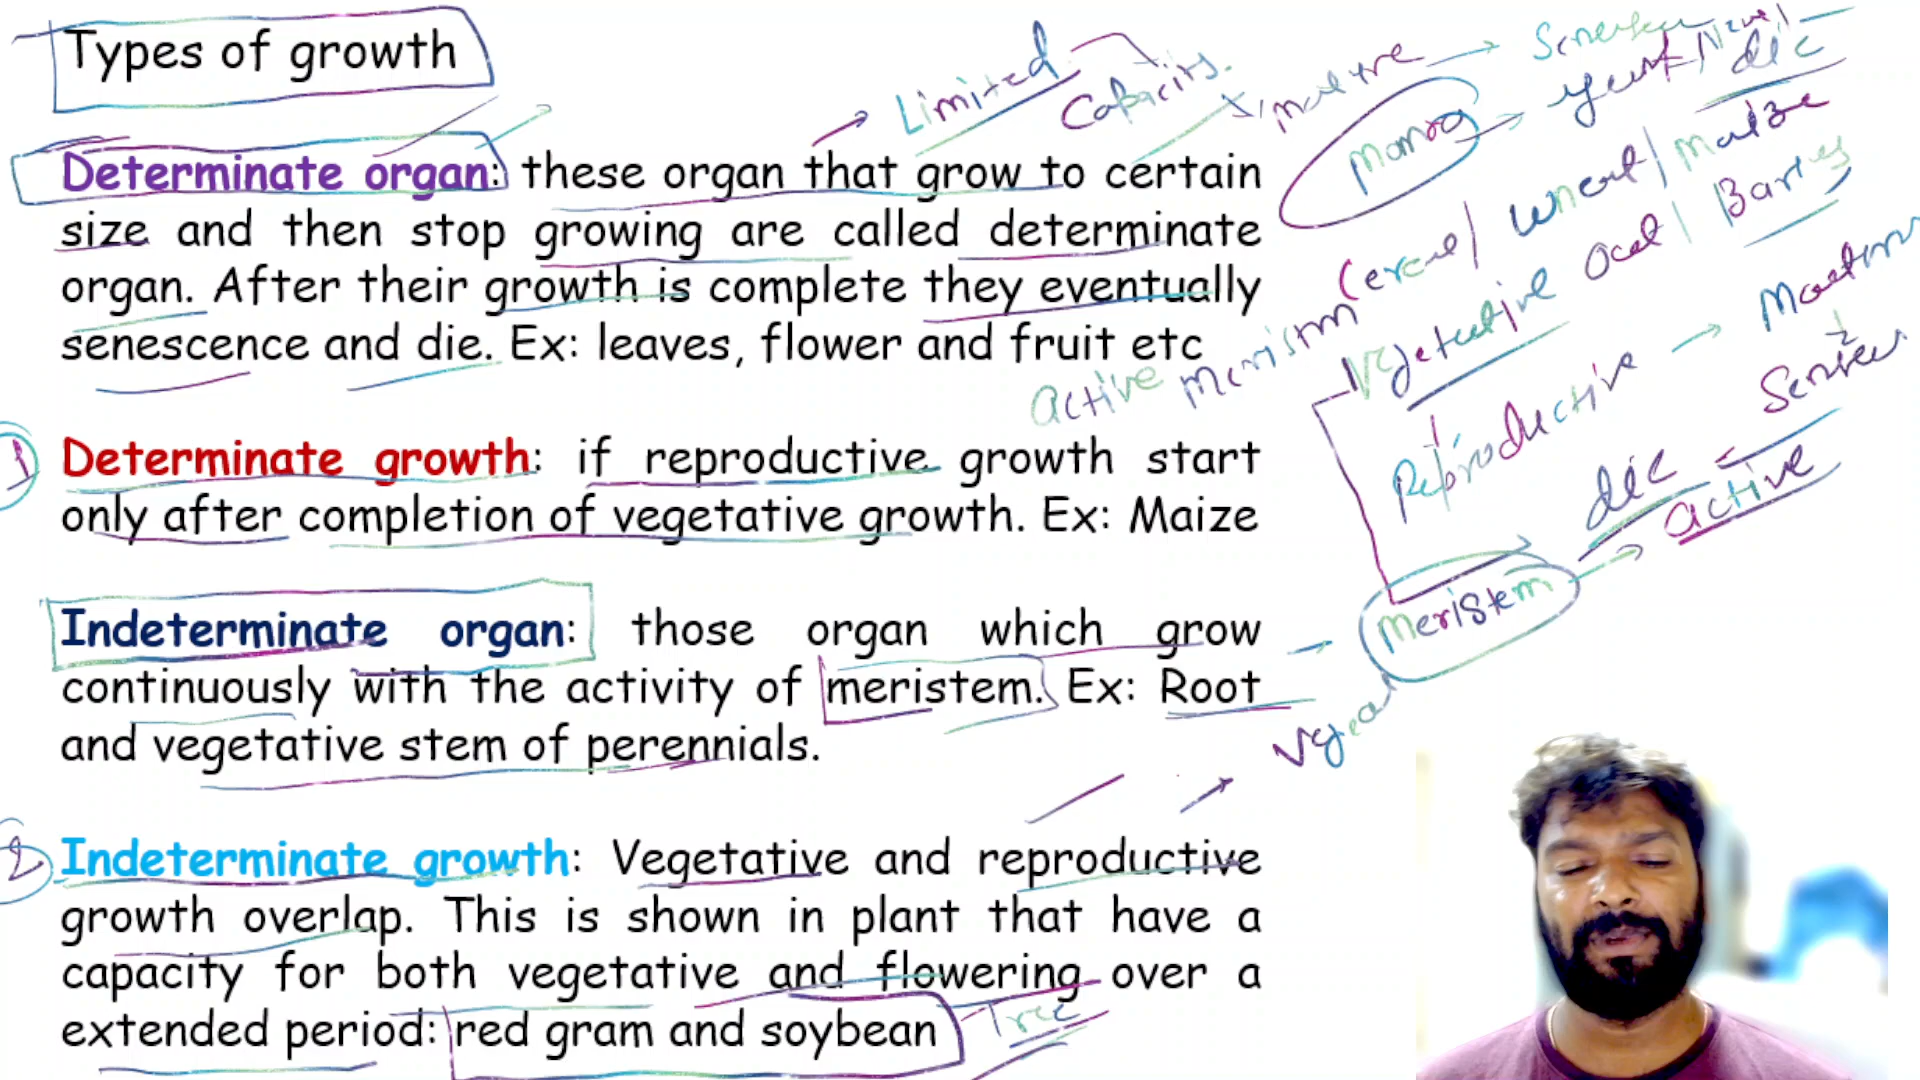 Types of growth
Limited
Capacity.
Determinate organ: these organ that grow to certain
size and then stop growing are called determinate
organ. After their growth is complete they eventually
senescence and die. Ex: leaves, flower and fruit etc
1
Determinate growth: if reproductive growth start
only after completion of vegetative growth. Ex: Maize
Indeterminate organ: those organ which grow
continuously with the activity of meristem. Ex: Root
and vegetative stem of perennials.
2
Indeterminate growth: Vegetative and reproductive
growth overlap. This is shown in plant that have a
capacity for both vegetative and flowering over a
extended period: red gram and soybean
Tree
die
Maize
Active
Vegetative
Reproductive
die
active
Meristem